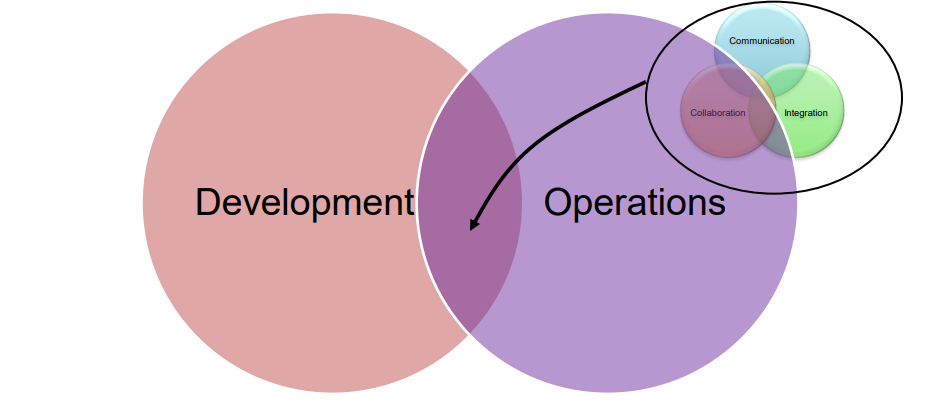 Communication
Collaboration
Integration
Development
Operations